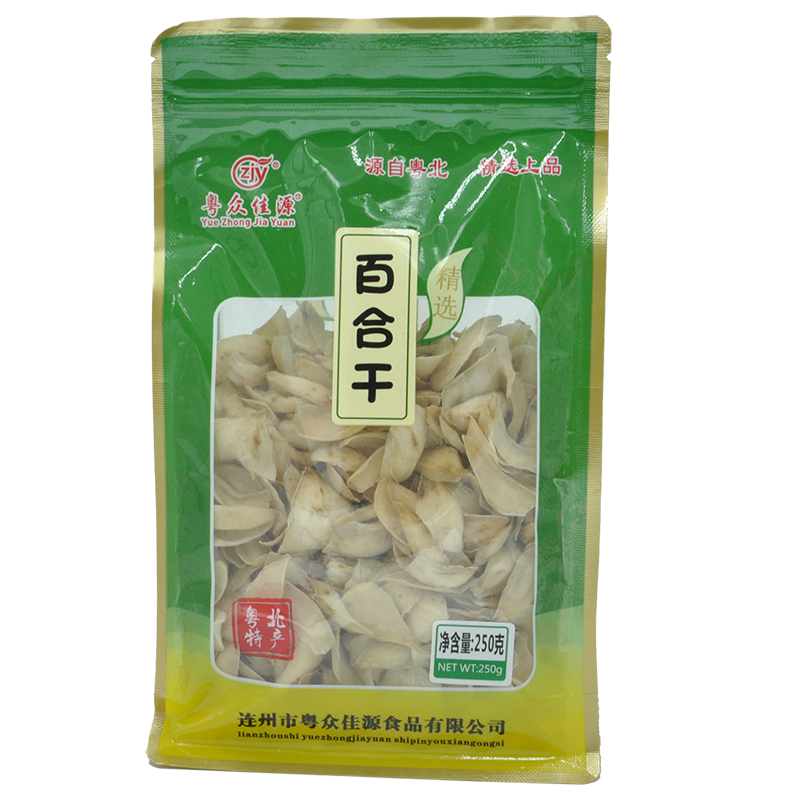 zjy®
粤众佳源®
Yue Zhong Jia Yuan
源自粤北 精选上品
精选
百合干
粤北
特产
净含量:250克
NET WT:250g
连州市粤众佳源食品有限公司
lianzhoushi yuezhongjiayuan shipinyouxiangongsi